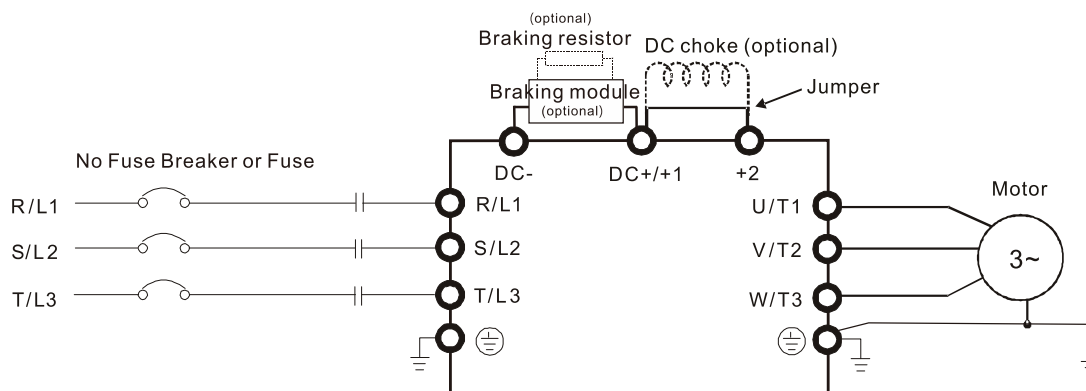 (optional)
Braking resistor
DC choke (optional)
Braking module
(optional)
Jumper
No Fuse Breaker or Fuse
DC-
DC+/+1
+2
Motor
R/L1
R/L1
U/T1
S/L2
S/L2
V/T2
3~
T/L3
T/L3
W/T3